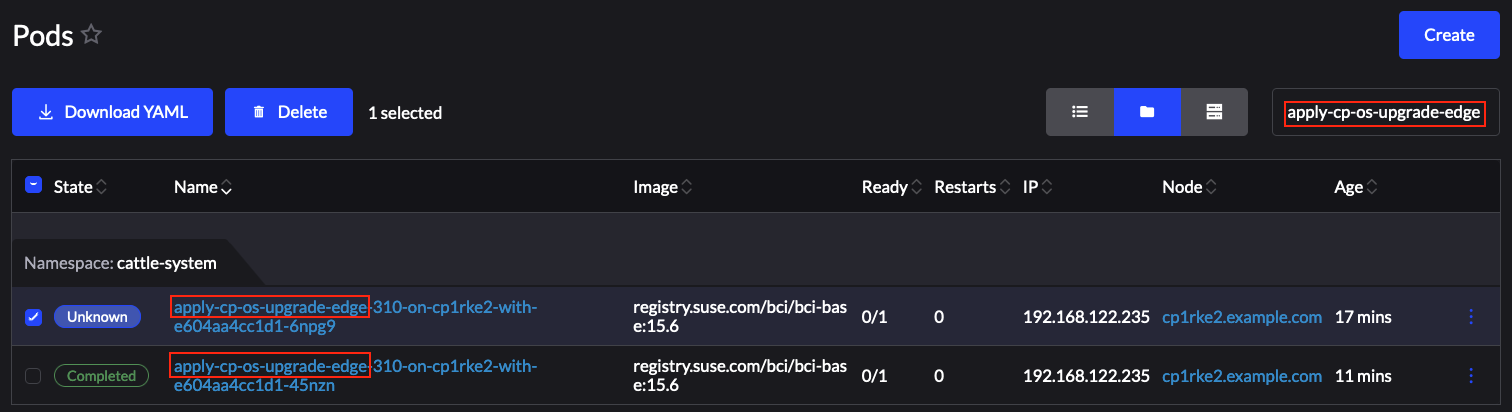 Pods
Create
Download YAML
Delete
1 selected
apply-cp-os-upgrade-edge
State Name Image Ready Restarts IP Node Age
Namespace: cattle-system
Unknown
apply-cp-os-upgrade-edge-310-on-cp1rke2-with-
e604aa4cc1d1-6npg9
registry.suse.com/bci/bci-bas
e:15.6
0/1 0 192.168.122.235 cp1rke2.example.com 17 mins
Completed
apply-cp-os-upgrade-edge-310-on-cp1rke2-with-
e604aa4cc1d1-45nzn
registry.suse.com/bci/bci-bas
e:15.6
0/1 0 192.168.122.235 cp1rke2.example.com 11 mins